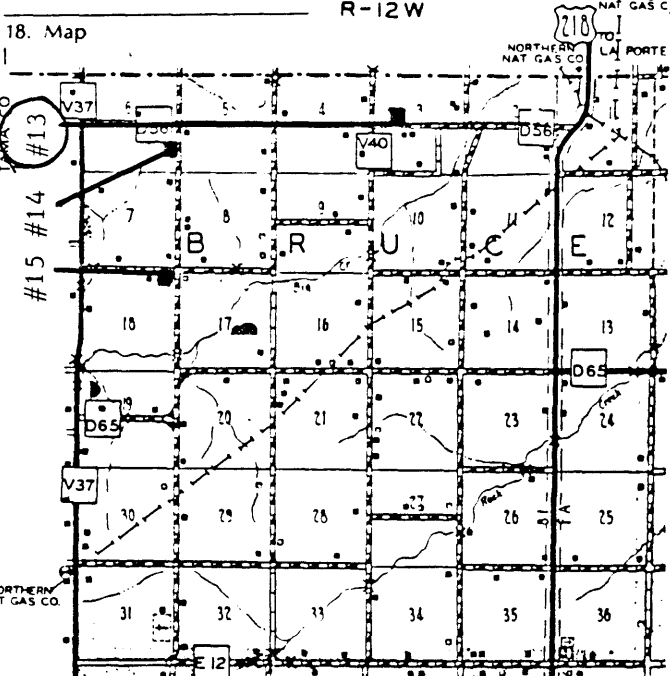 R-12W
NAT GAS C
218
18. Map
TO
LA PORTE
NORTHERN
NAT GAS CO
V37
6 5 4 3
D56 D56
#13
V40
#14
7 8 9 10 11 12
B R U C E
#15
18 17 16 15 14 13
D65
Creek
19
D65
20 21 22 23 24
V37
27
Rock
30 29 28 26 25
NORTHERN
T GAS CO.
31 32 33 34 35 36
E12